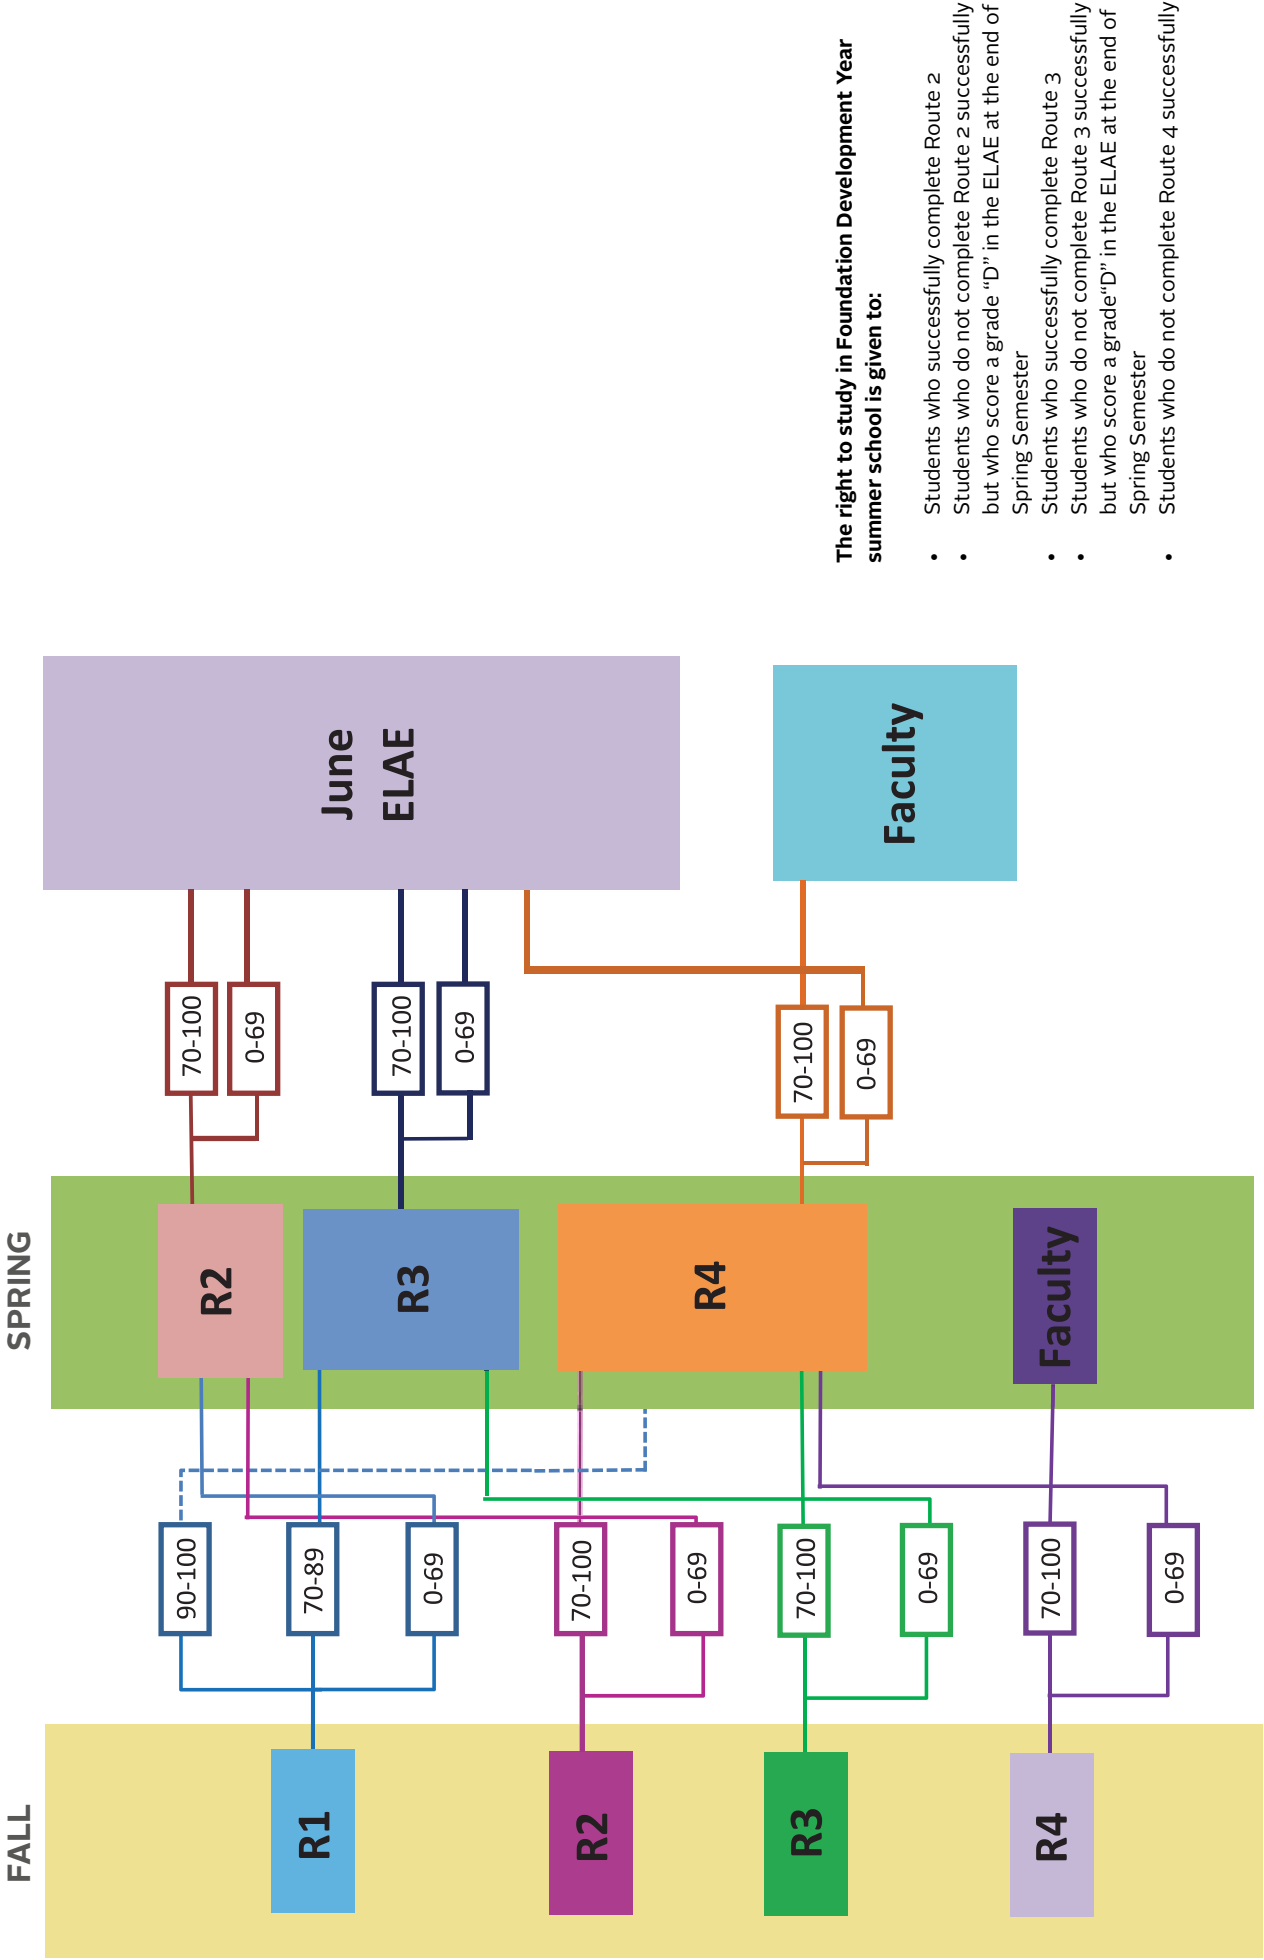 FALL
SPRING
R1
90-100
70-89
0-69
R2
70-100
0-69
R3
70-100
0-69
R4
70-100
0-69
R2
70-100
0-69
R3
70-100
0-69
R4
70-100
0-69
Faculty
June
ELAE
Faculty
The right to study in Foundation Development Year
summer school is given to:
• Students who successfully complete Route 2
• Students who do not complete Route 2 successfully
but who score a grade “D” in the ELAE at the end of
Spring Semester
• Students who successfully complete Route 3
• Students who do not complete Route 3 successfully
but who score a grade“D” in the ELAE at the end of
Spring Semester
• Students who do not complete Route 4 successfully